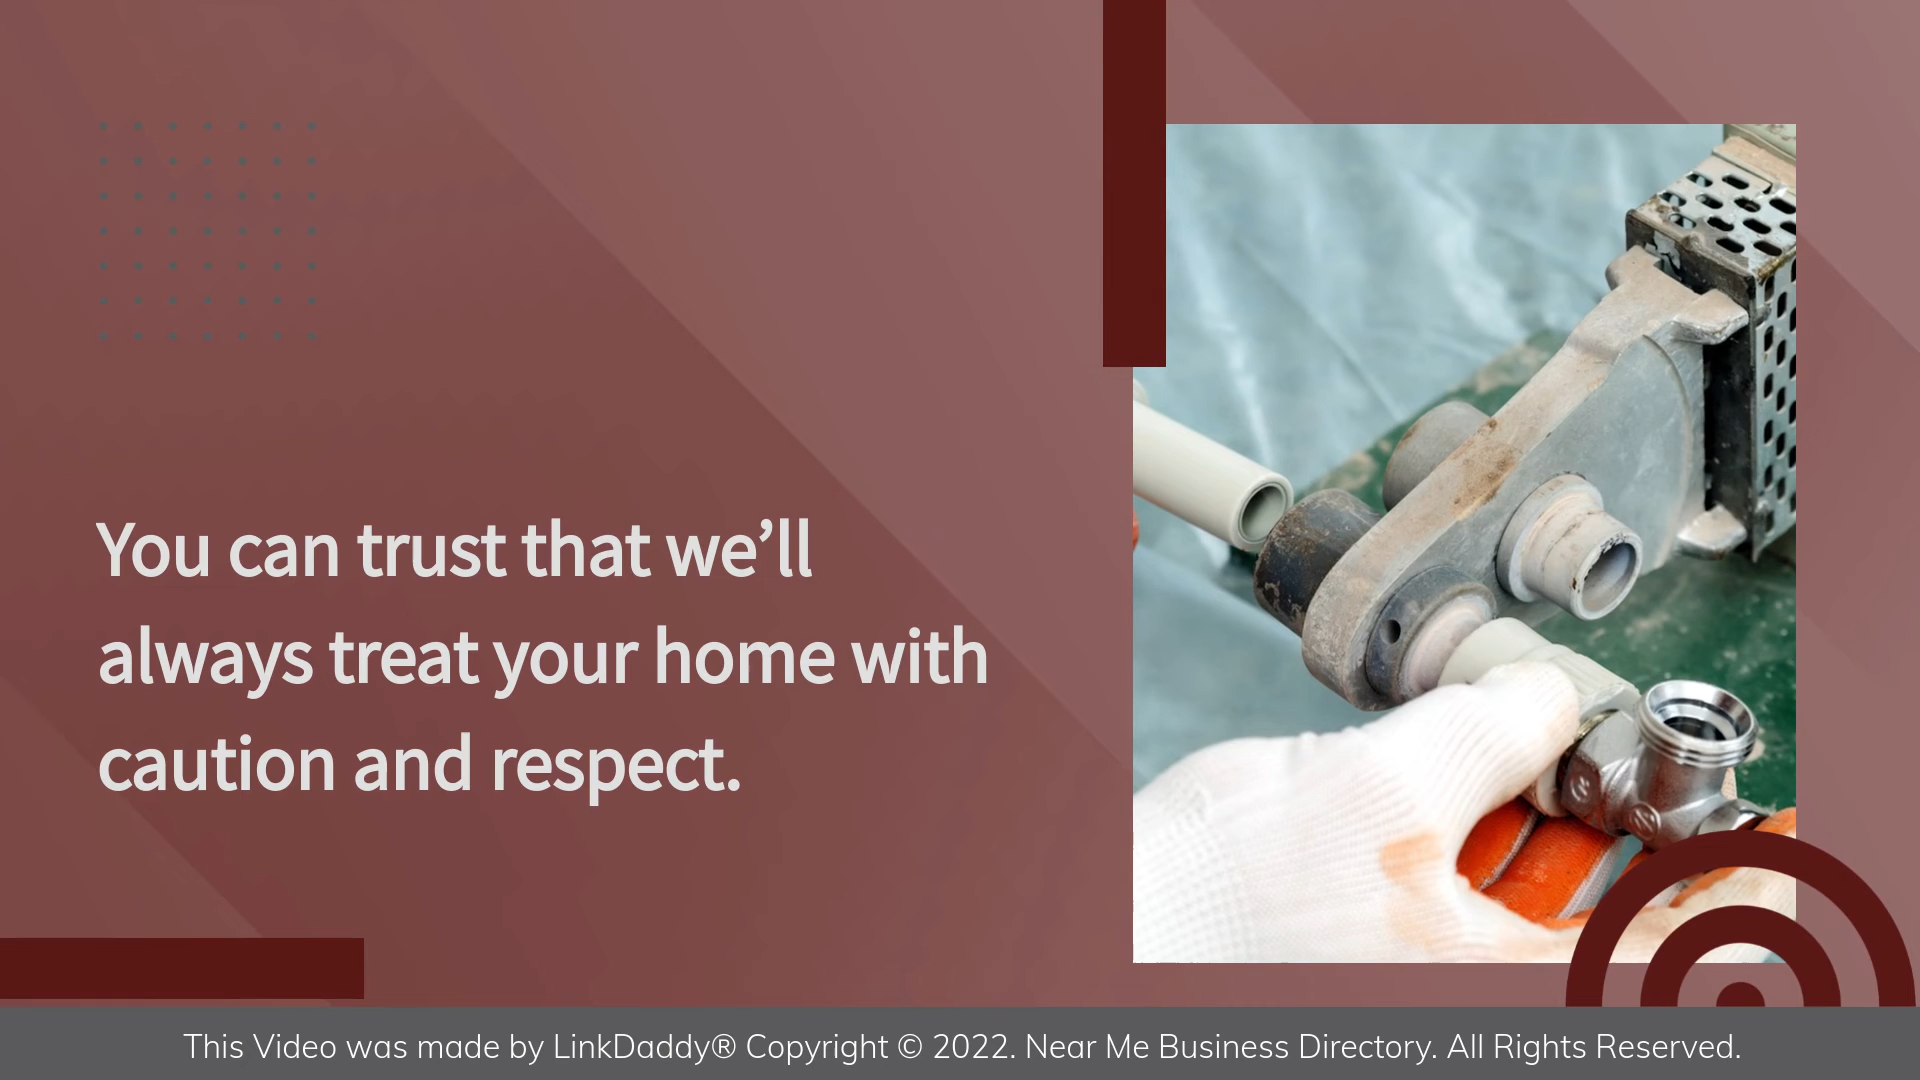 You can trust that we’ll
always treat your home with
caution and respect.
This Video was made by LinkDaddy® Copyright © 2022. Near Me Business Directory. All Rights Reserved.